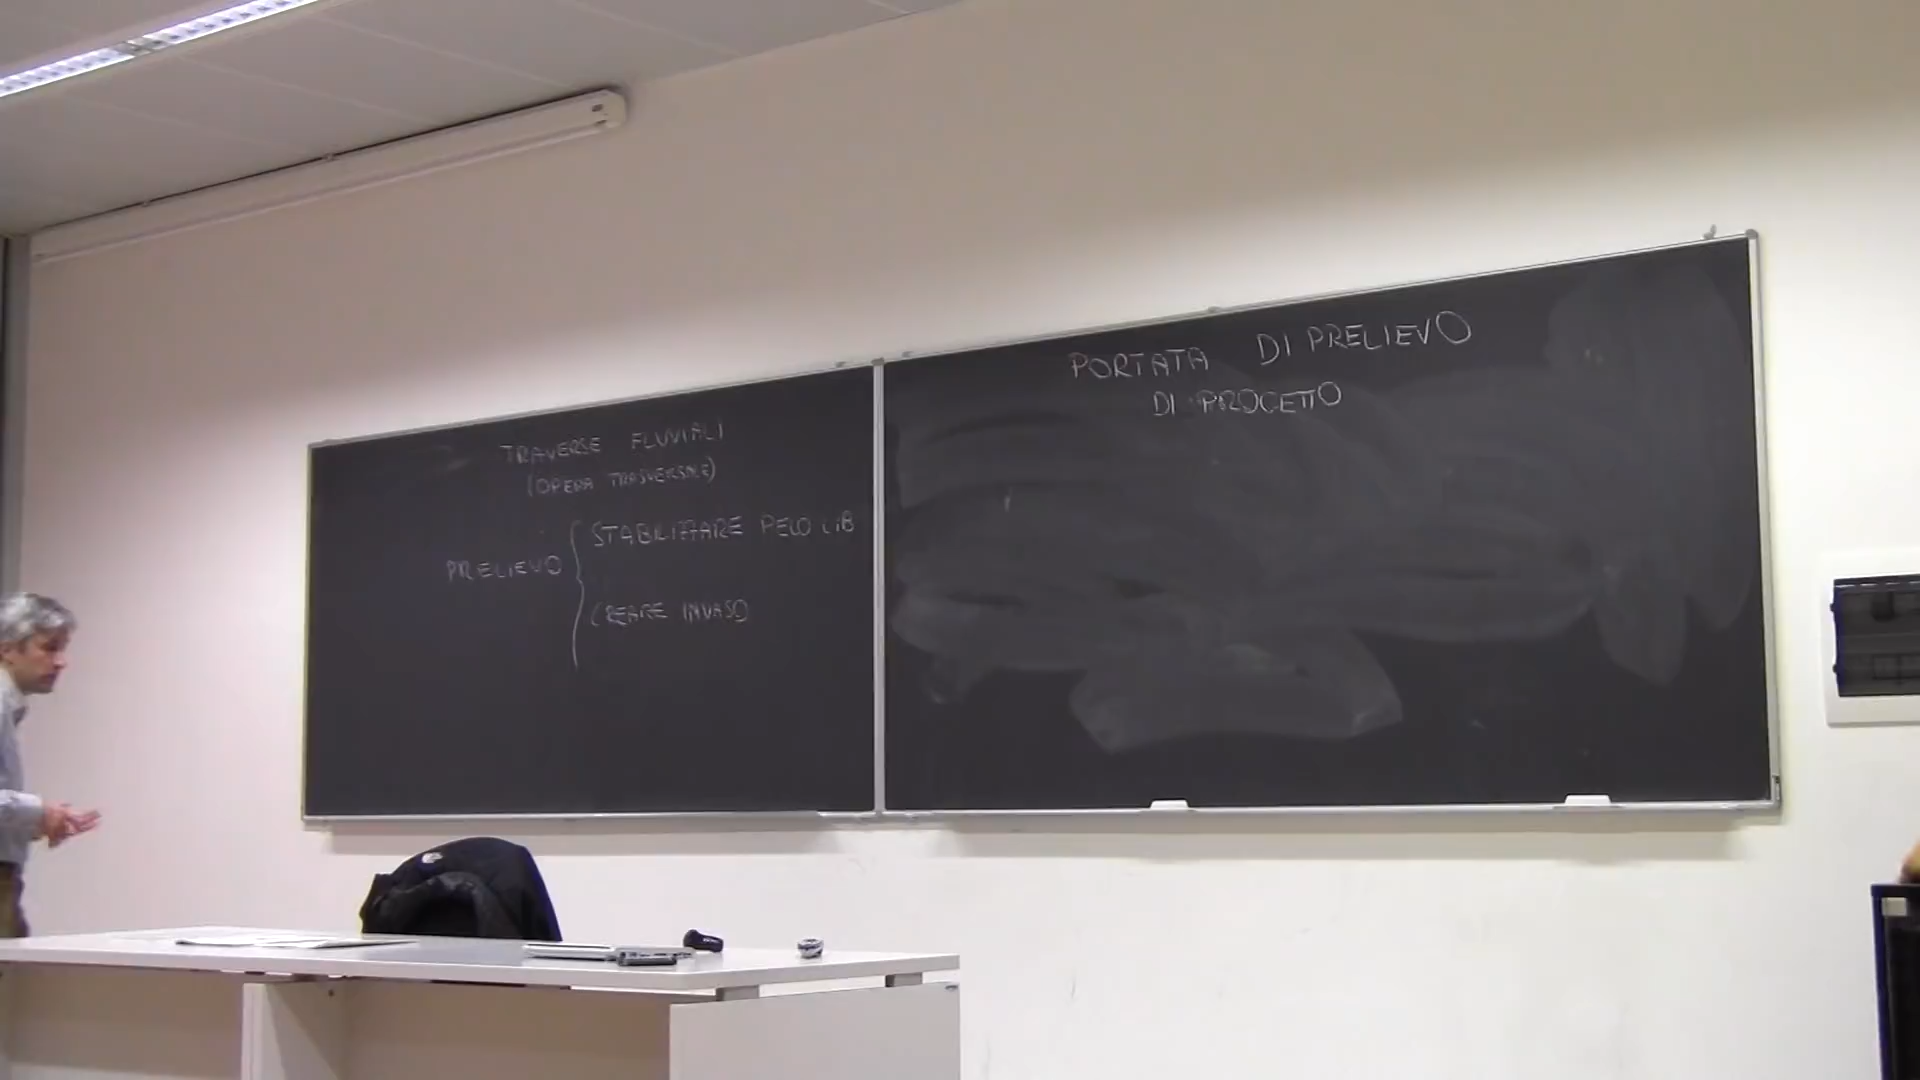 TRAVERSE FLUVIALI
(OPERA TRASVERSALE)
PRELIEVO
STABILIZZARE PELO LIB
CREARE INVASO
PORTATA DI PRELIEVO
DI PROGETTO